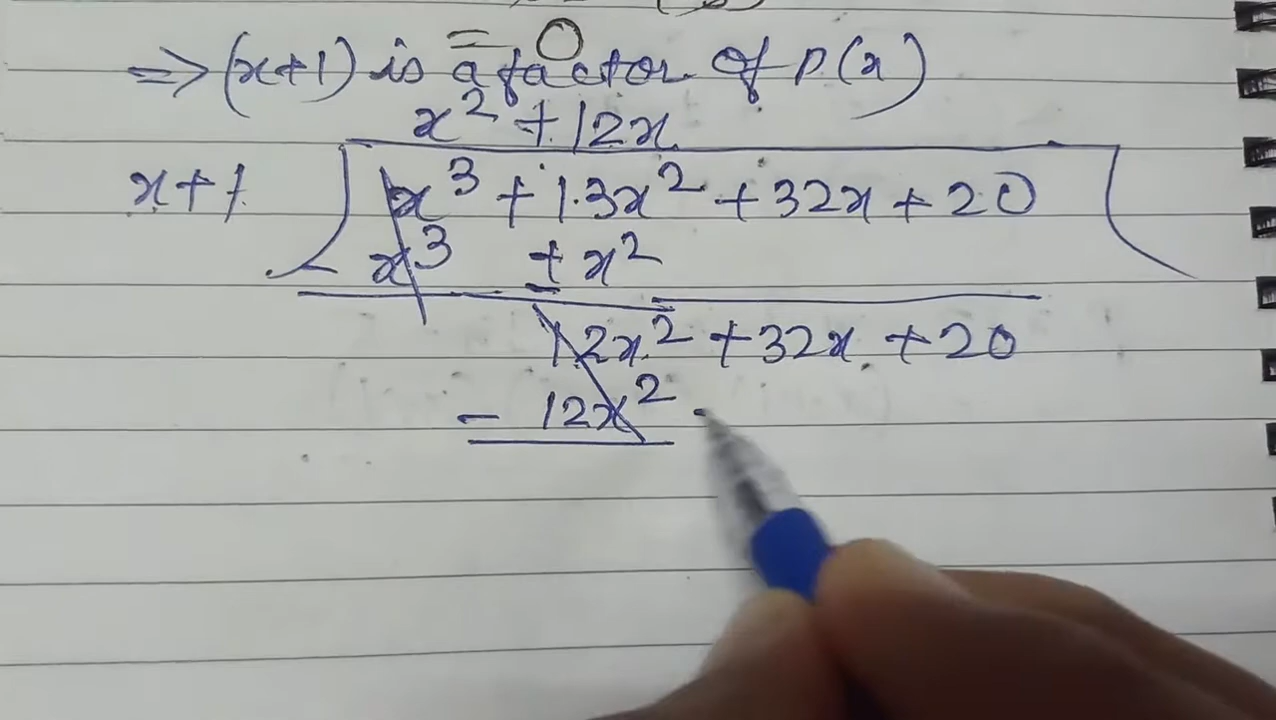 = 0
=> (x+1) is a factor of P(x)
x² + 12x
x+1 x³ + 13x² + 32x + 20
- x³ + x²
12x² + 32x + 20
- 12x²